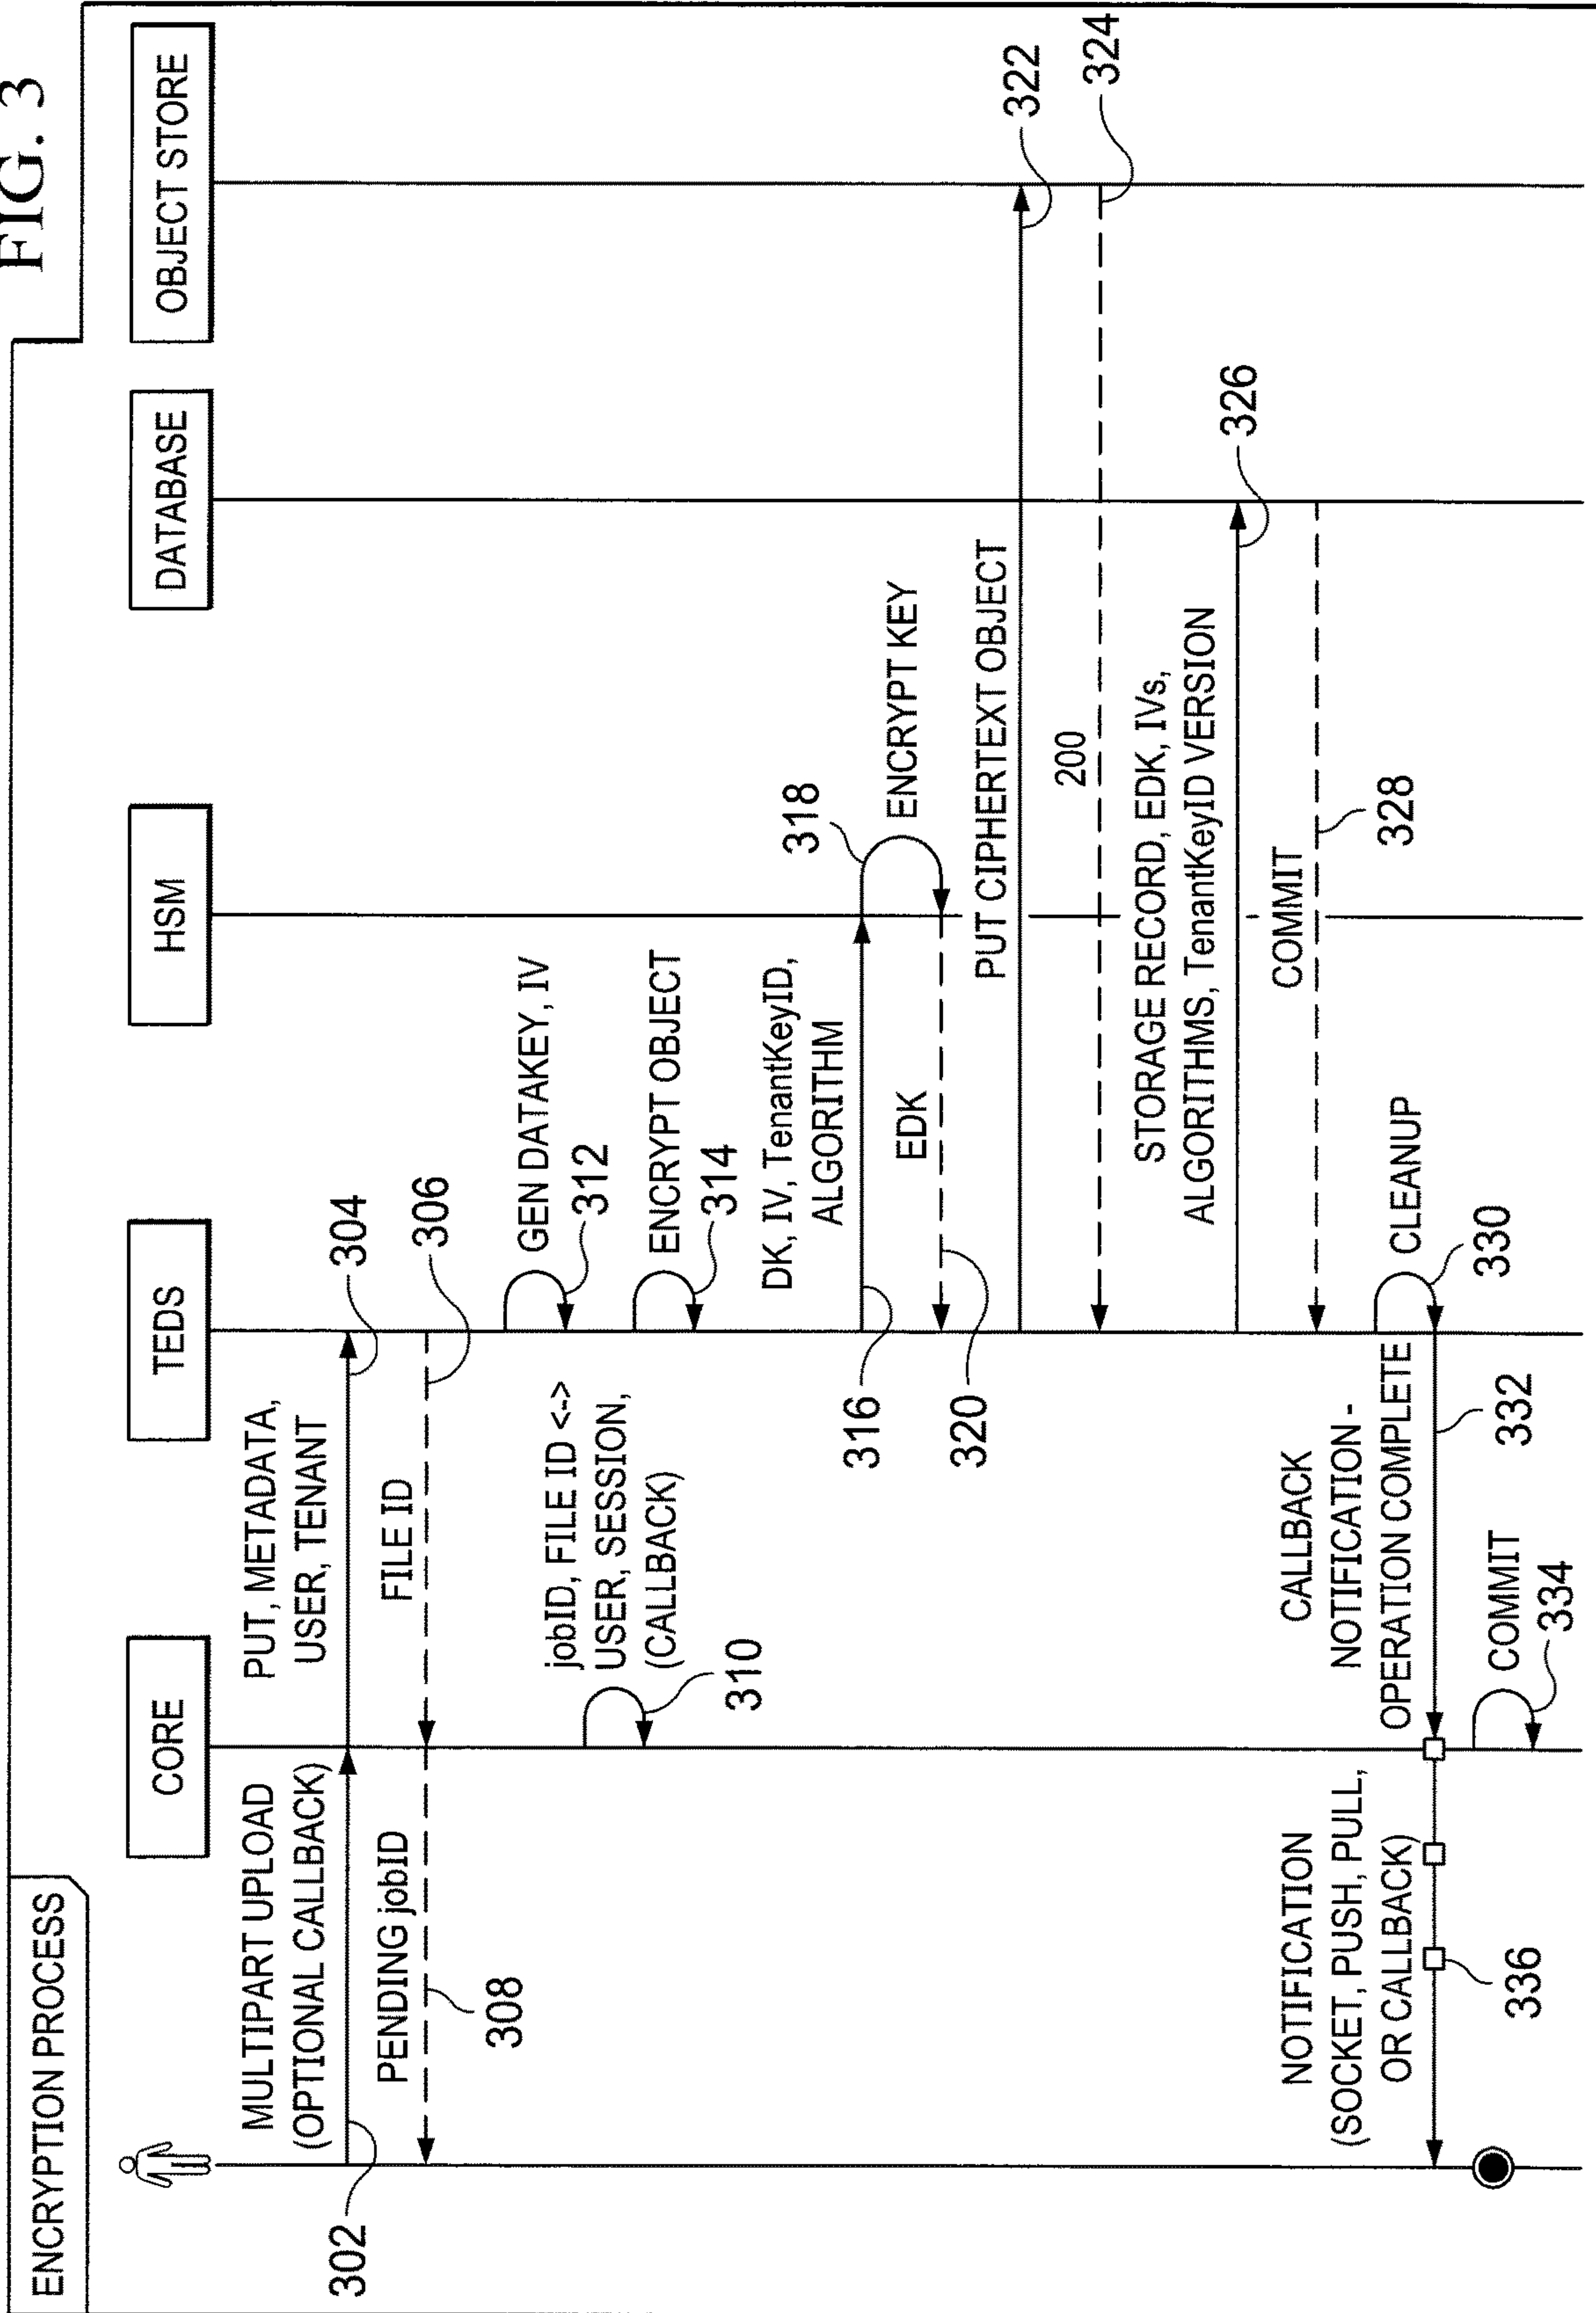 FIG. 3
ENCRYPTION PROCESS
CORE
TEDS
HSM
DATABASE
OBJECT STORE
302
MULTIPART UPLOAD
(OPTIONAL CALLBACK)
PUT, METADATA,
USER, TENANT
304
PENDING jobID
308
FILE ID
306
GEN DATAKEY, IV
312
jobID, FILE ID <->
USER, SESSION,
(CALLBACK)
310
ENCRYPT OBJECT
314
DK, IV, TenantKeyID,
ALGORITHM
316
318
ENCRYPT KEY
EDK
320
PUT CIPHERTEXT OBJECT
322
200
324
STORAGE RECORD, EDK, IVs,
ALGORITHMS, TenantKeyID VERSION
326
COMMIT
328
CLEANUP
330
CALLBACK
NOTIFICATION -
OPERATION COMPLETE
332
NOTIFICATION
(SOCKET, PUSH, PULL,
OR CALLBACK)
336
COMMIT
334